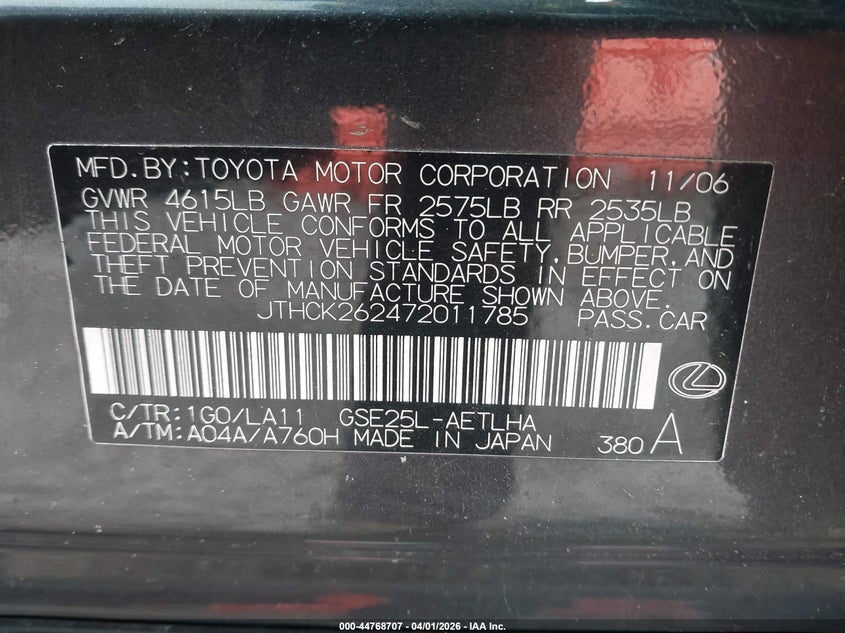 MFD.BY:TOYOTA MOTOR CORPORATION 11/06
GVWR 4615LB GAWR FR 2575LB RR 2535LB
THIS VEHICLE CONFORMS TO ALL APPLICABLE
FEDERAL MOTOR VEHICLE SAFETY,BUMPER,AND
THEFT PREVENTION STANDARDS IN EFFECT ON
THE DATE OF MANUFACTURE SHOWN ABOVE.
JTHCK262472011785 PASS.CAR
C/TR:1G0/LA11 GSE25L-AETLHA
A/TM:A04A/A760H MADE IN JAPAN 380 A
000-44768707 - 04/01/2026 - IAA Inc.